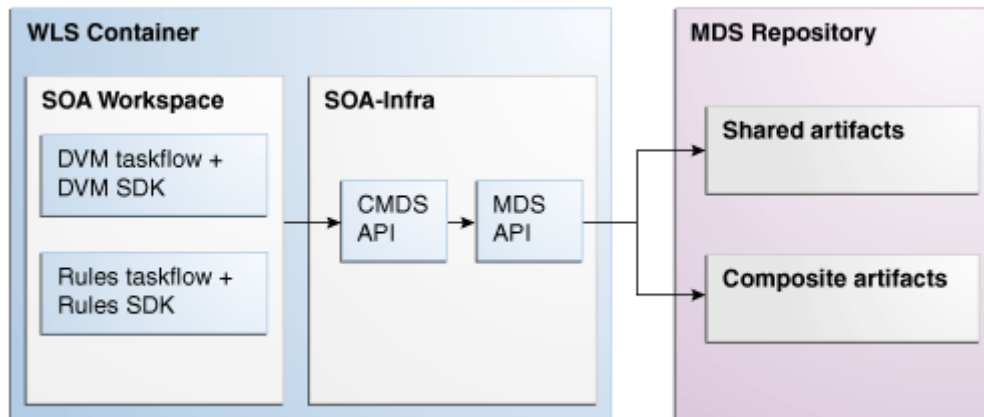 WLS Container
MDS Repository
SOA Workspace
SOA-Infra
DVM taskflow +
DVM SDK
Rules taskflow +
Rules SDK
CMDS
API
MDS
API
Shared artifacts
Composite artifacts